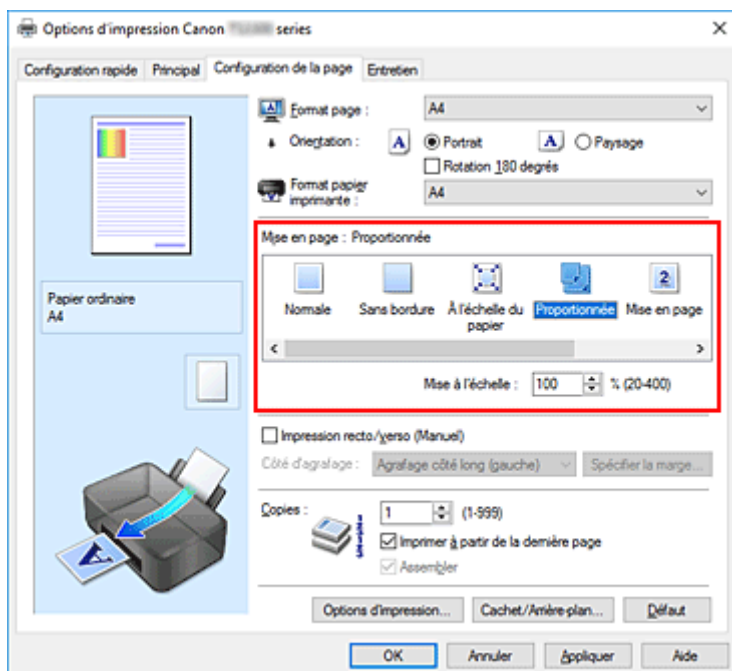 Options d'impression Canon series
Configuration rapide Principal Configuration de la page Entretien
Format page : A4
Orientation : A Portrait A Paysage
Rotation 180 degrés
Format papier imprimante : A4
Mise en page : Proportionnée
Normale Sans bordure À l'échelle du papier Proportionnée Mise en page
2
Mise à l'échelle : 100 % (20-400)
Papier ordinaire
A4
Impression recto/verso (Manuel)
Côté d'agrafage : Agrafage côté long (gauche) Spécifier la marge...
Copies : 1 (1-999)
Imprimer à partir de la dernière page
Assembler
A
Options d'impression... Cachet/Arrière-plan... Défaut
OK Annuler Appliquer Aide